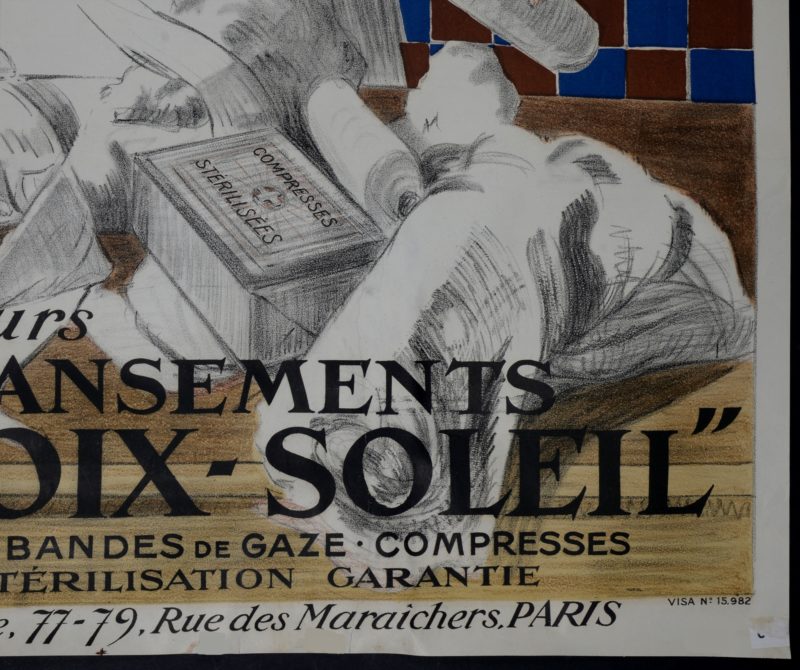 COMPRESSES
STÉRILISÉES
urs
ANSEMENTS
OIX-SOLEIL"
BANDES DE GAZE · COMPRESSES
TÉRILISATION GARANTIE
e, 77-79, Rue des Maraichers, PARIS
VISA Nº 15.982